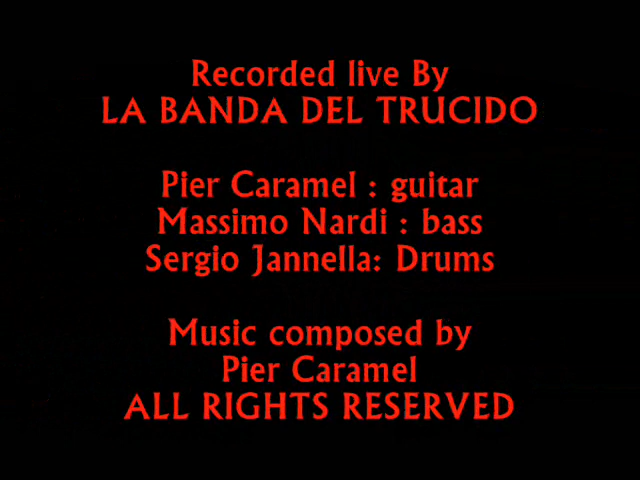 Recorded live By
LA BANDA DEL TRUCIDO
Pier Caramel : guitar
Massimo Nardi : bass
Sergio Jannella: Drums
Music composed by
Pier Caramel
ALL RIGHTS RESERVED